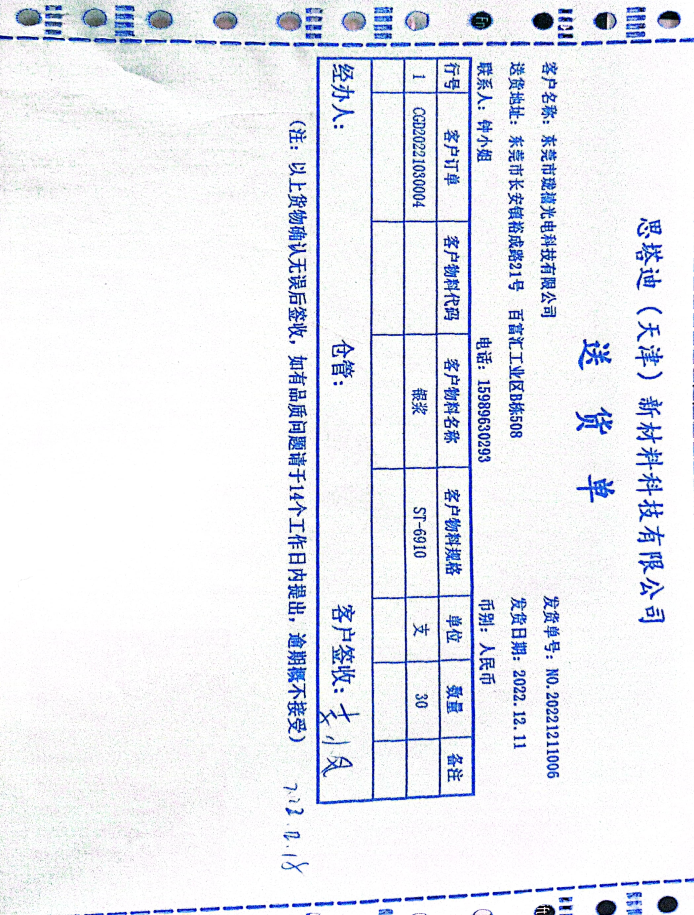 思塔迪（天津）新材料科技有限公司
送货单
客户名称：东莞市珑禧光电科技有限公司 发货单号：NO.20221211006
送货地址：东莞市长安镇裕成路21号 百富汇工业区B栋508 发货日期：2022.12.11
联系人：钟小姐 电话：15989630293 币别：人民币
行号 客户订单 客户物料代码 客户物料名称 客户物料规格 单位 数量 备注
1 CGD20221030004 银浆 ST-6910 支 30
经办人： 仓管： 客户签收：
（注：以上货物确认无误后签收，如有品质问题请于14个工作日内提出，逾期概不接受）